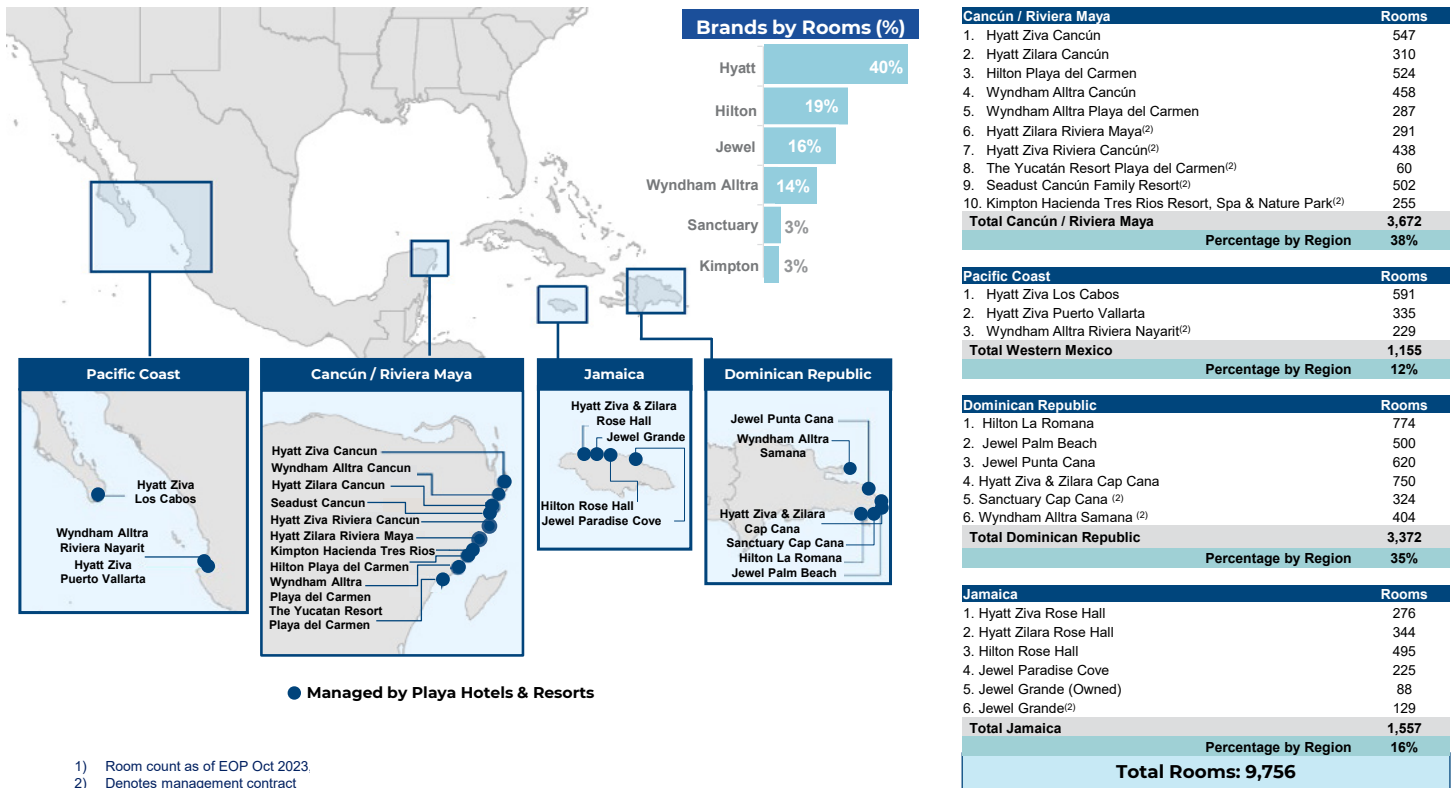 Brands by Rooms (%)
Hyatt 40%
Hilton 19%
Jewel 16%
Wyndham Alltra 14%
Sanctuary 3%
Kimpton 3%
Pacific Coast
Hyatt Ziva
Los Cabos
Wyndham Alltra
Riviera Nayarit
Hyatt Ziva
Puerto Vallarta
Cancún / Riviera Maya
Hyatt Ziva Cancun
Wyndham Alltra Cancun
Hyatt Zilara Cancun
Seadust Cancun
Hyatt Ziva Riviera Cancun
Hyatt Zilara Riviera Maya
Kimpton Hacienda Tres Rios
Hilton Playa del Carmen
Wyndham Alltra
Playa del Carmen
The Yucatan Resort
Playa del Carmen
Jamaica
Hyatt Ziva & Zilara
Rose Hall
Jewel Grande
Hilton Rose Hall
Jewel Paradise Cove
Dominican Republic
Jewel Punta Cana
Wyndham Alltra
Samana
Hyatt Ziva & Zilara
Cap Cana
Sanctuary Cap Cana
Hilton La Romana
Jewel Palm Beach
Managed by Playa Hotels & Resorts
1) Room count as of EOP Oct 2023.
2) Denotes management contract
Cancún / Riviera Maya Rooms
1. Hyatt Ziva Cancún 547
2. Hyatt Zilara Cancún 310
3. Hilton Playa del Carmen 524
4. Wyndham Alltra Cancún 458
5. Wyndham Alltra Playa del Carmen 287
6. Hyatt Zilara Riviera Maya(2) 291
7. Hyatt Ziva Riviera Cancún(2) 438
8. The Yucatán Resort Playa del Carmen(2) 60
9. Seadust Cancún Family Resort(2) 502
10. Kimpton Hacienda Tres Rios Resort, Spa & Nature Park(2) 255
Total Cancún / Riviera Maya 3,672
Percentage by Region 38%
Pacific Coast Rooms
1. Hyatt Ziva Los Cabos 591
2. Hyatt Ziva Puerto Vallarta 335
3. Wyndham Alltra Riviera Nayarit(2) 229
Total Western Mexico 1,155
Percentage by Region 12%
Dominican Republic Rooms
1. Hilton La Romana 774
2. Jewel Palm Beach 500
3. Jewel Punta Cana 620
4. Hyatt Ziva & Zilara Cap Cana 750
5. Sanctuary Cap Cana (2) 324
6. Wyndham Alltra Samana (2) 404
Total Dominican Republic 3,372
Percentage by Region 35%
Jamaica Rooms
1. Hyatt Ziva Rose Hall 276
2. Hyatt Zilara Rose Hall 344
3. Hilton Rose Hall 495
4. Jewel Paradise Cove 225
5. Jewel Grande (Owned) 88
6. Jewel Grande(2) 129
Total Jamaica 1,557
Percentage by Region 16%
Total Rooms: 9,756